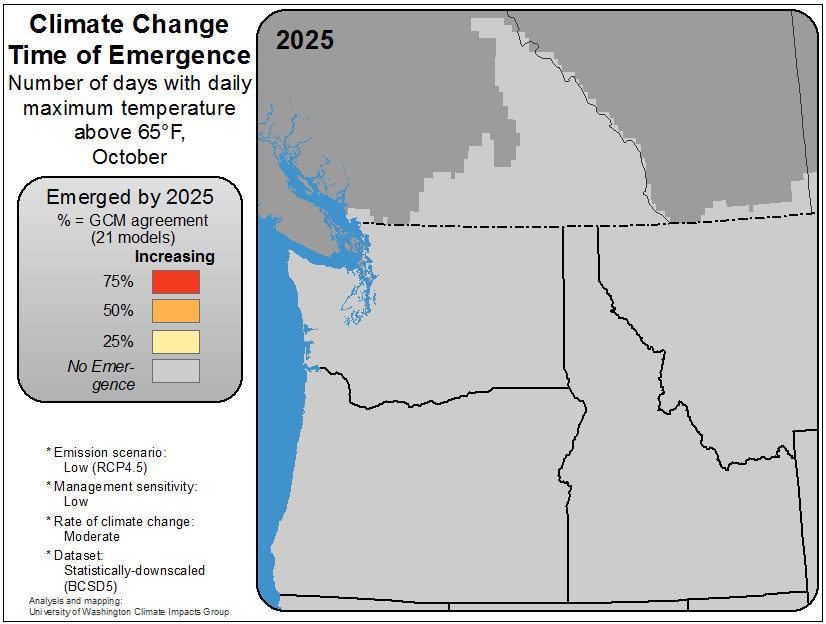 Climate Change
Time of Emergence
Number of days with daily
maximum temperature
above 65°F,
October
2025
Emerged by 2025
% = GCM agreement
(21 models)
Increasing
75%
50%
25%
No Emer-
gence
* Emission scenario:
Low (RCP4.5)
* Management sensitivity:
Low
* Rate of climate change:
Moderate
* Dataset:
Statistically-downscaled
(BCSD5)
Analysis and mapping:
University of Washington Climate Impacts Group